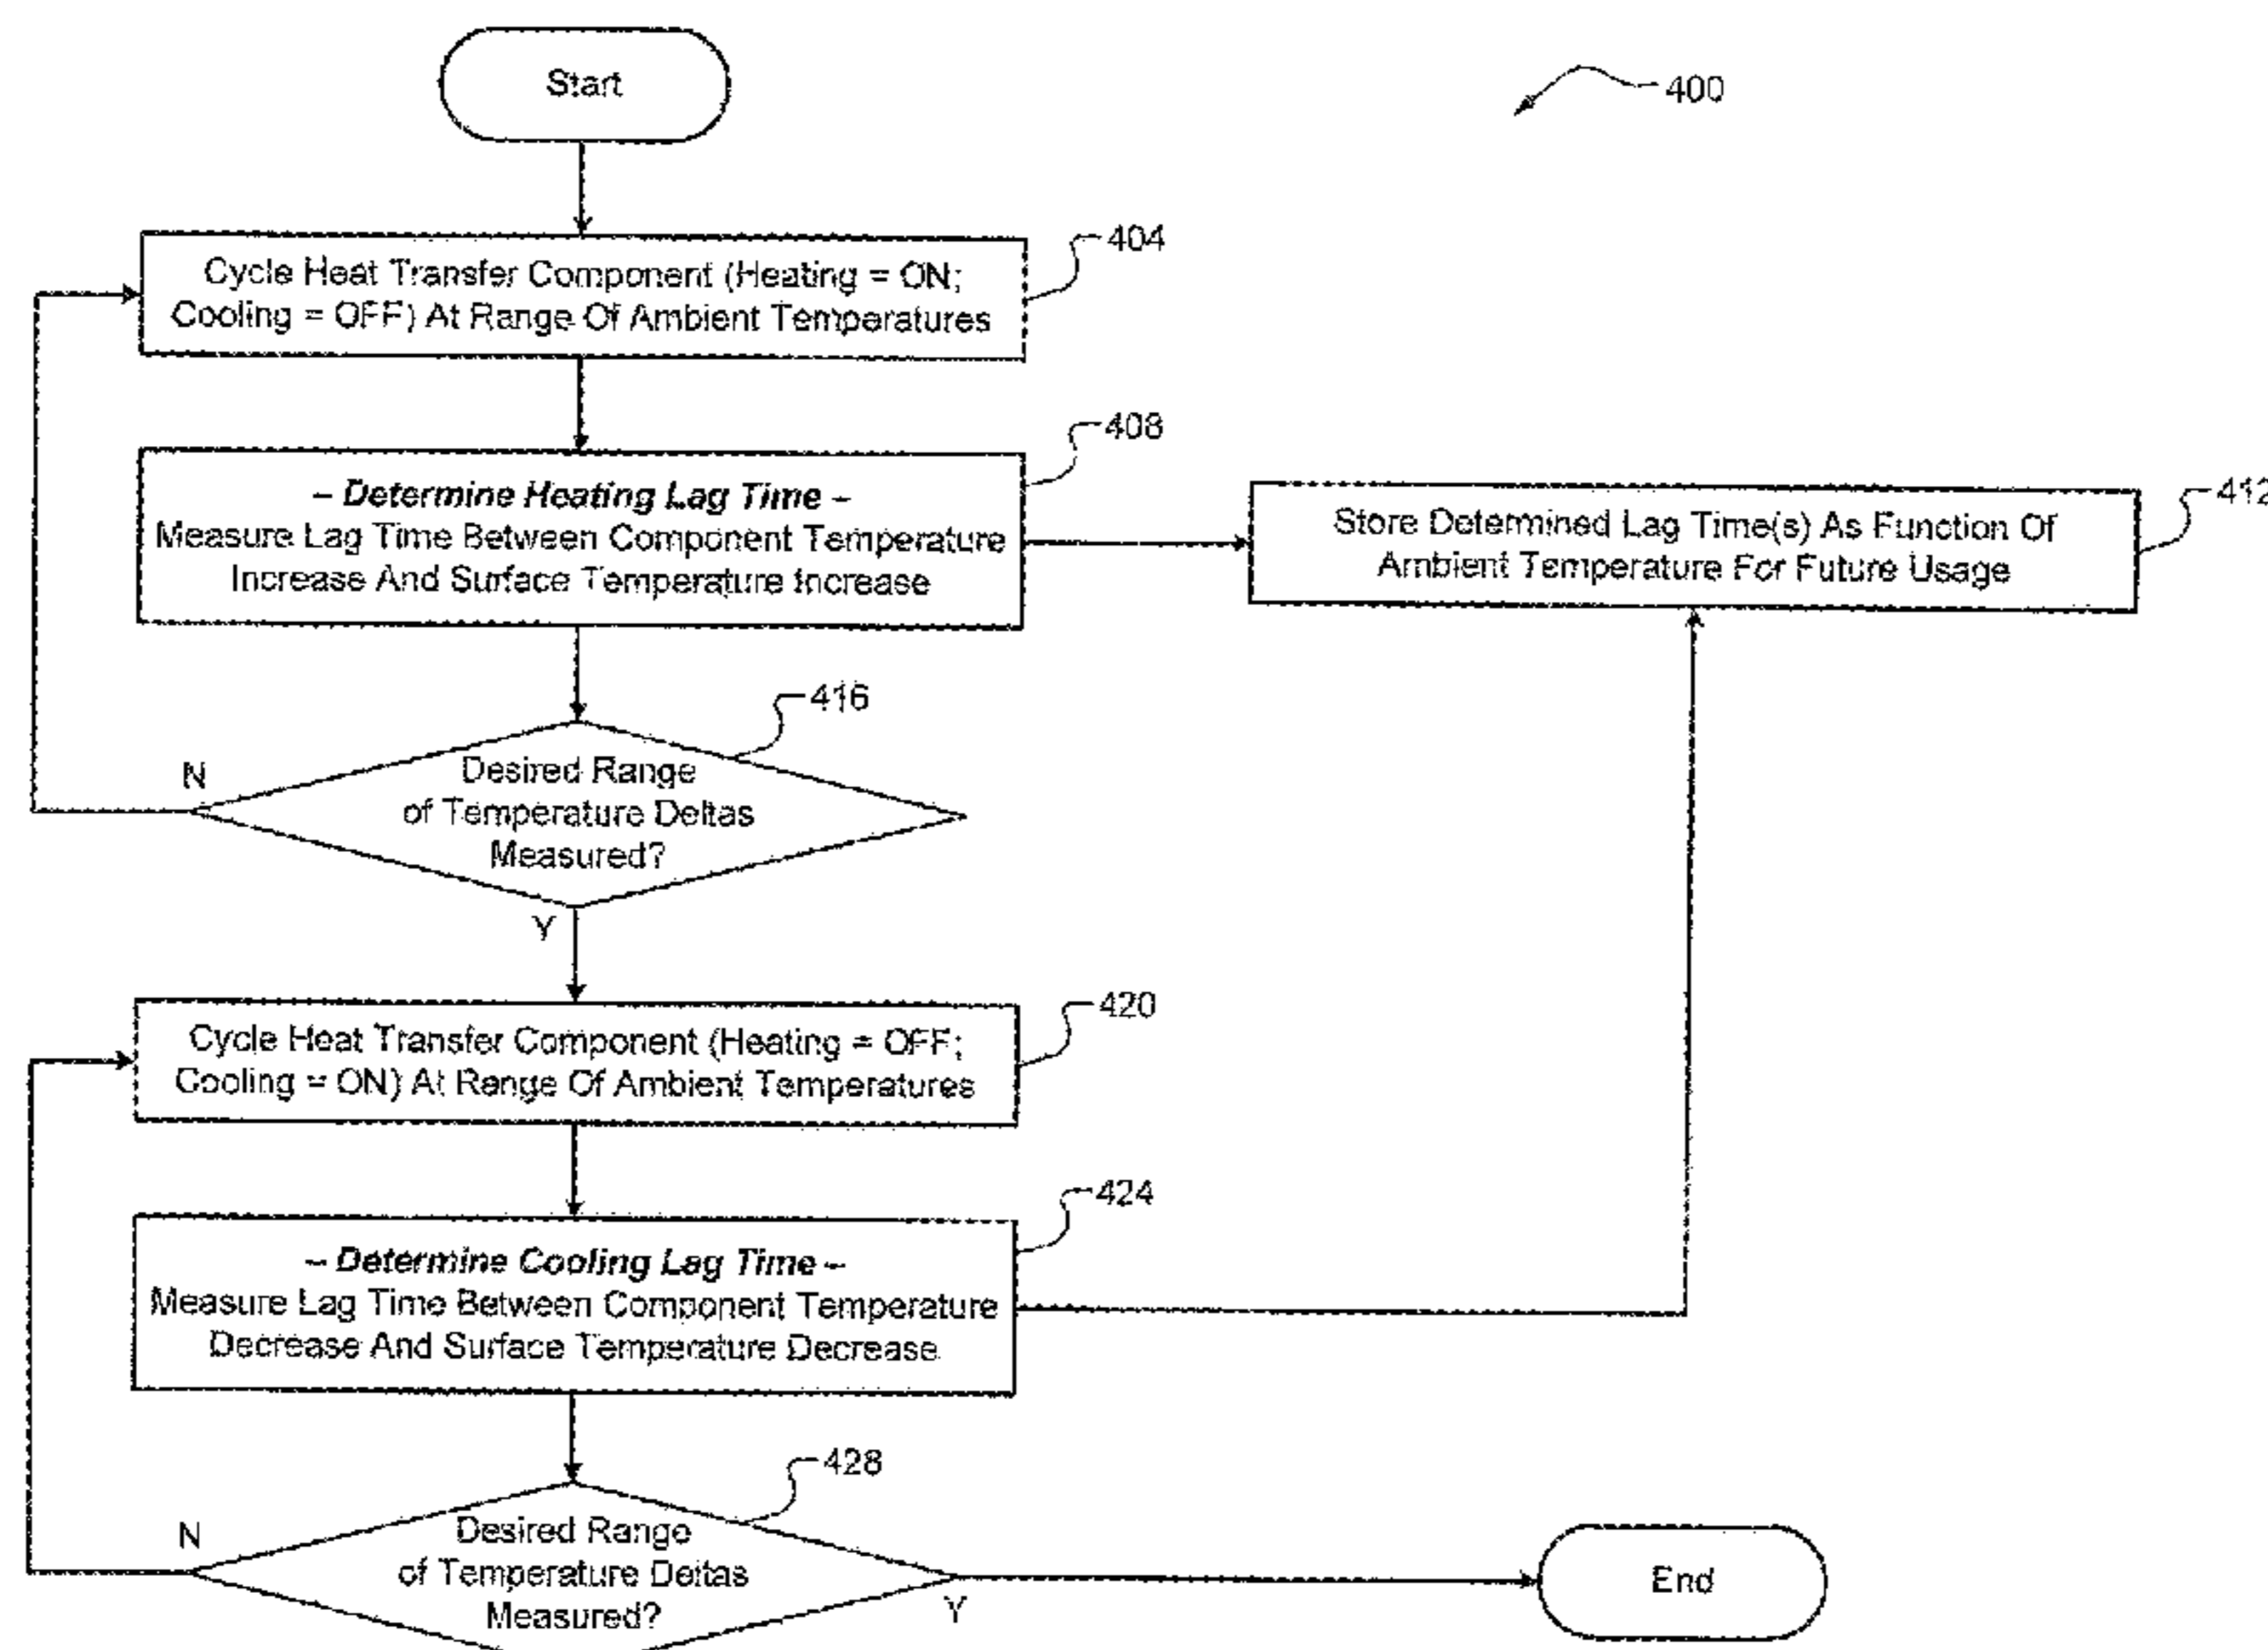 Start
400
404
Cycle Heat Transfer Component (Heating = ON;
Cooling = OFF) At Range Of Ambient Temperatures
408
– Determine Heating Lag Time –
Measure Lag Time Between Component Temperature
Increase And Surface Temperature Increase
412
Store Determined Lag Time(s) As Function Of
Ambient Temperature For Future Usage
416
Desired Range
of Temperature Deltas
Measured?
N
Y
420
Cycle Heat Transfer Component (Heating = OFF;
Cooling = ON) At Range Of Ambient Temperatures
424
– Determine Cooling Lag Time –
Measure Lag Time Between Component Temperature
Decrease And Surface Temperature Decrease
428
Desired Range
of Temperature Deltas
Measured?
N
Y
End